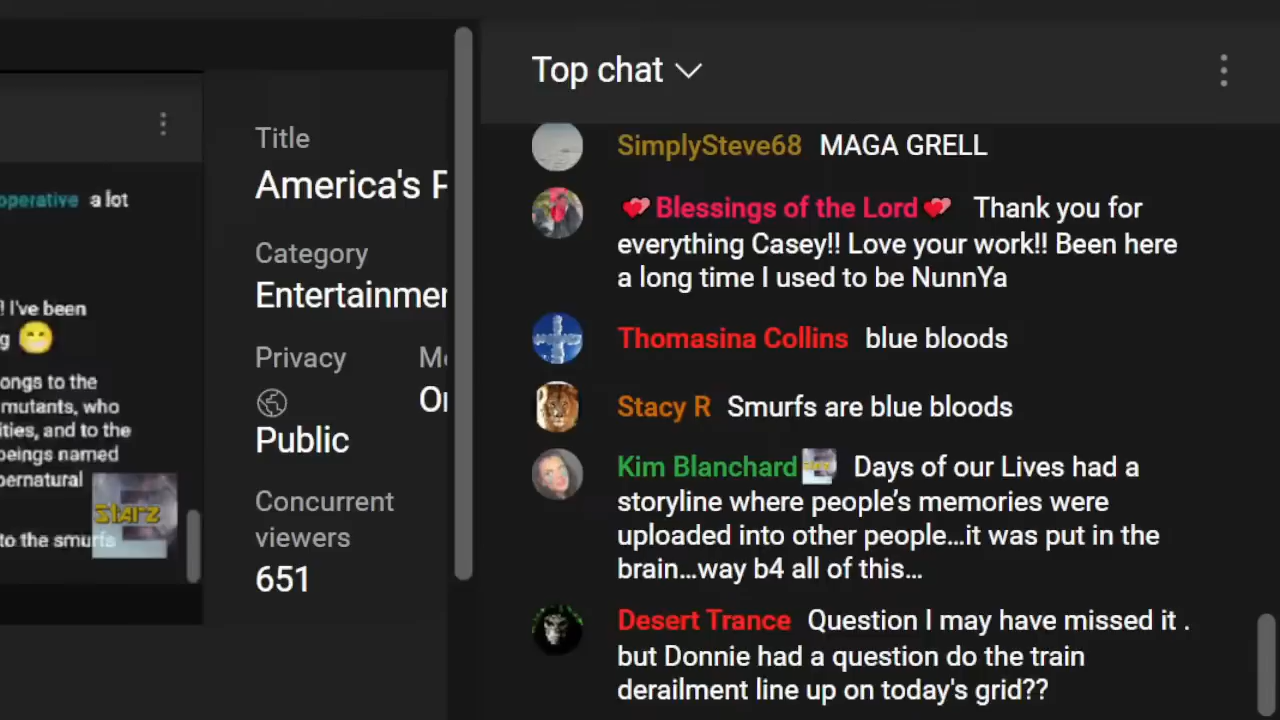 operative a lot
! I've been
g
ongs to the
mutants, who
ities, and to the
beings named
pernatural
STARZ
to the smurfs
Title
America's P
Category
Entertainmen
Privacy
Public
Concurrent
viewers
651
Top chat
SimplySteve68 MAGA GRELL
Blessings of the Lord Thank you for
everything Casey!! Love your work!! Been here
a long time I used to be NunnYa
Thomasina Collins blue bloods
Stacy R Smurfs are blue bloods
Kim Blanchard Days of our Lives had a
storyline where people's memories were
uploaded into other people...it was put in the
brain...way b4 all of this...
Desert Trance Question I may have missed it .
but Donnie had a question do the train
derailment line up on today's grid??